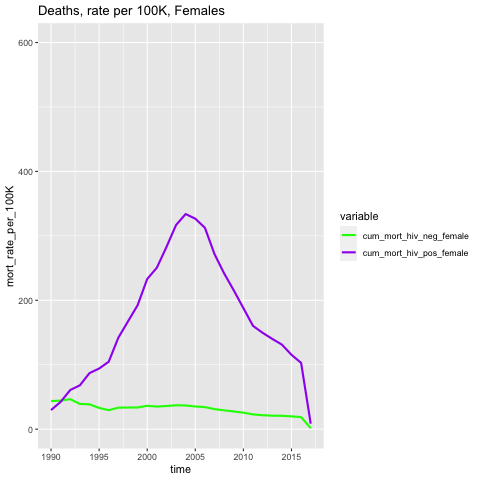 Deaths, rate per 100K, Females
mort_rate_per_100K
600
400
200
0
1990
1995
2000
2005
2010
2015
time
variable
cum_mort_hiv_neg_female
cum_mort_hiv_pos_female